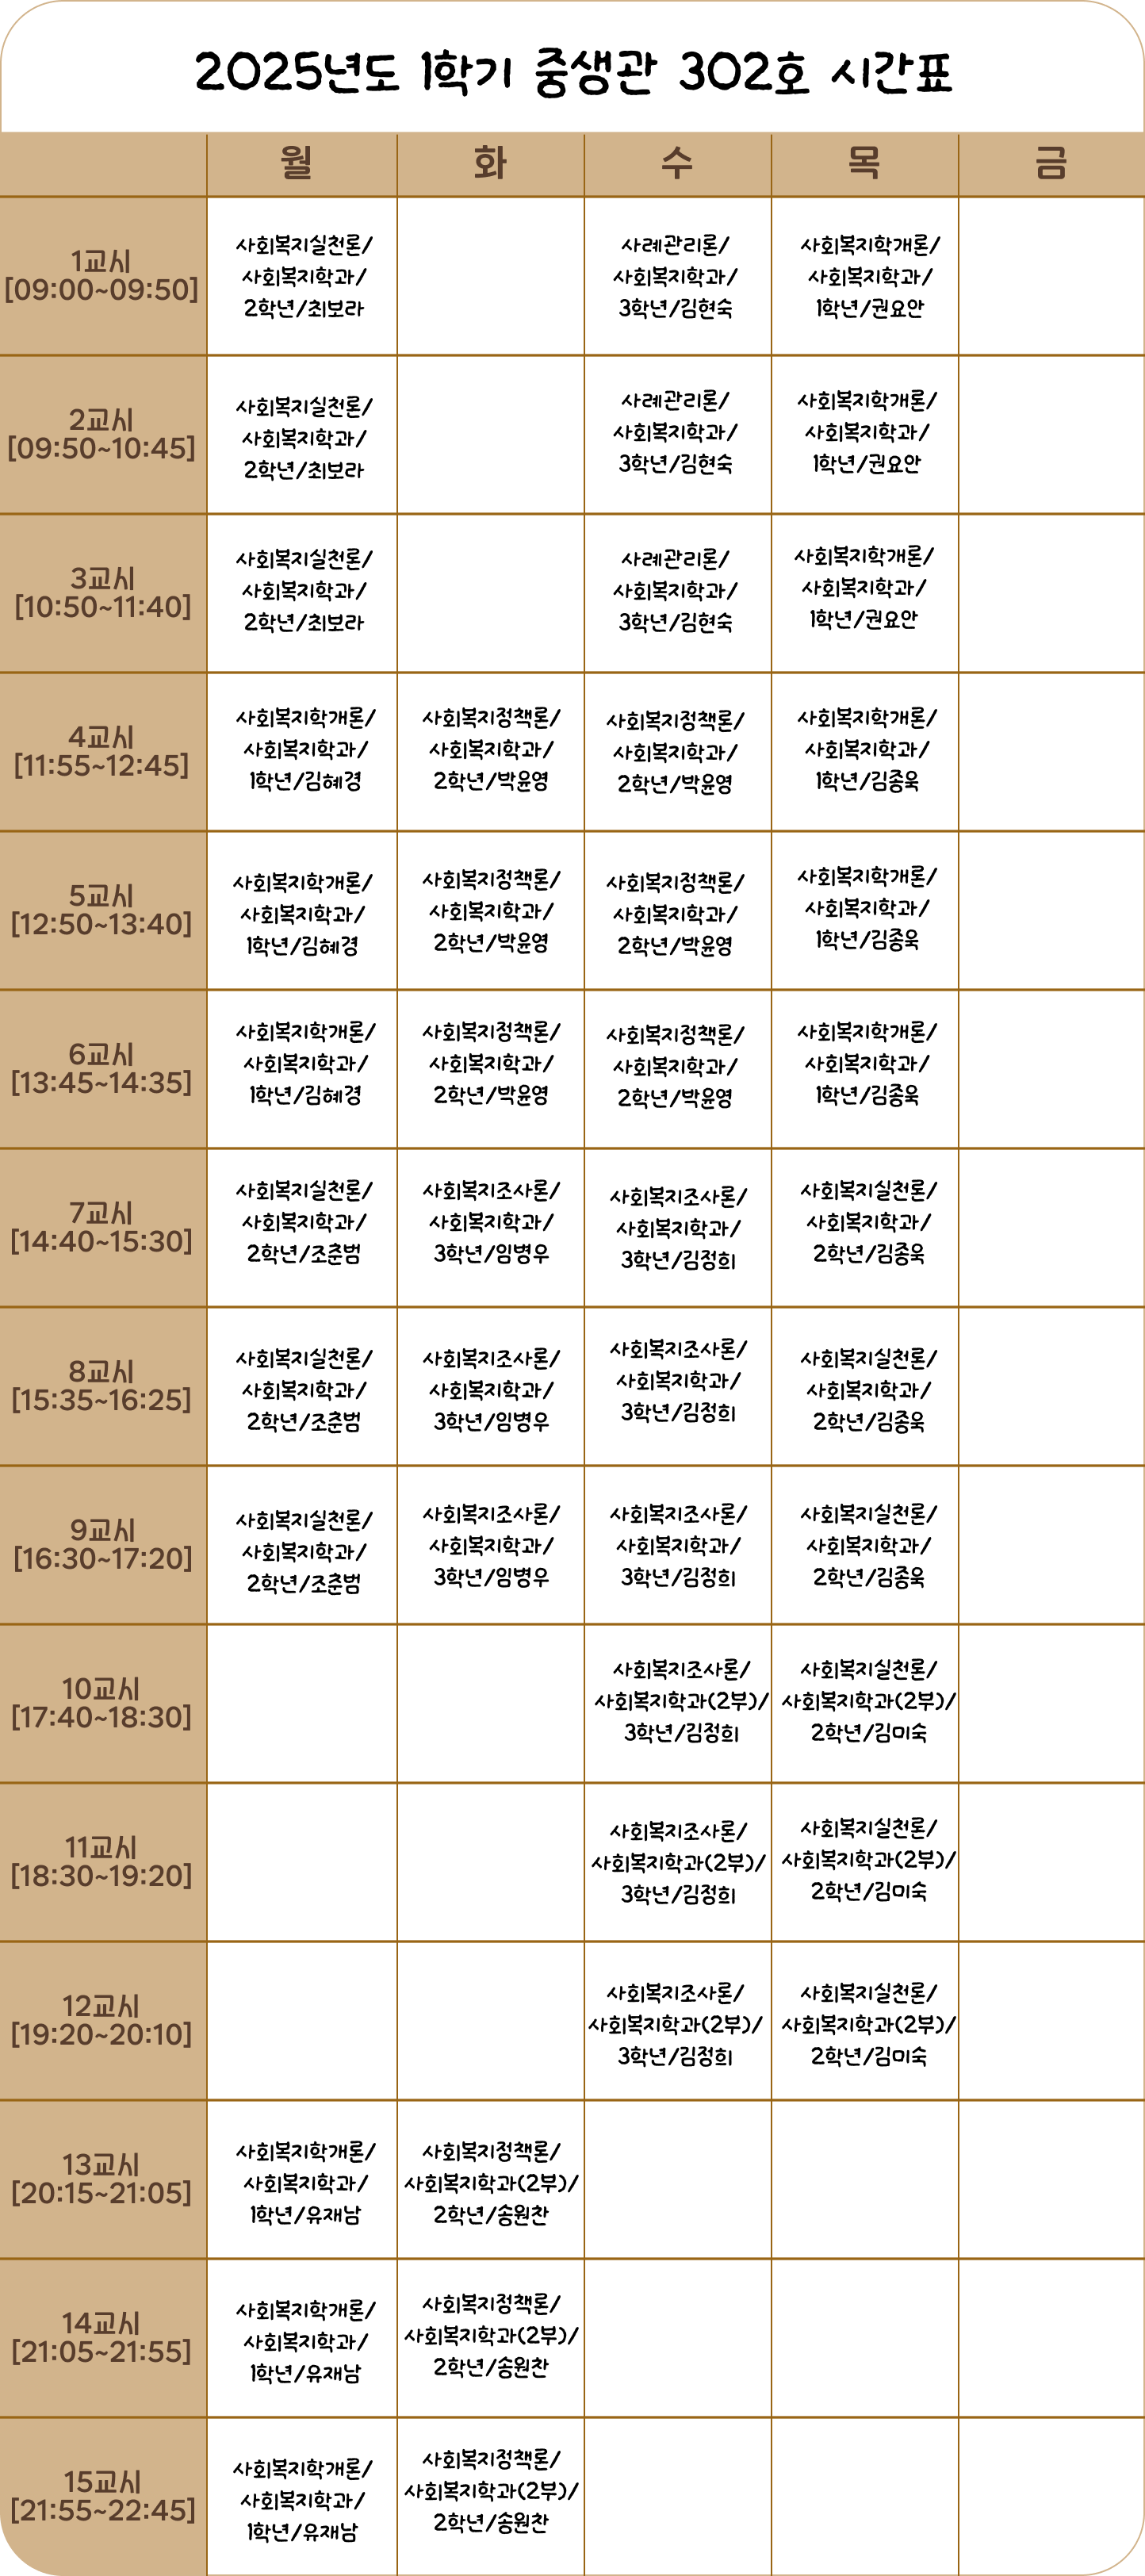 2025년도 1학기 중생관 302호 시간표
월
화
수
목
금
1교시
[09:00~09:50]
사회복지실천론/
사회복지학과/
2학년/최보라
사례관리론/
사회복지학과/
3학년/김현숙
사회복지학개론/
사회복지학과/
1학년/권요안
2교시
[09:50~10:45]
사회복지실천론/
사회복지학과/
2학년/최보라
사례관리론/
사회복지학과/
3학년/김현숙
사회복지학개론/
사회복지학과/
1학년/권요안
3교시
[10:50~11:40]
사회복지실천론/
사회복지학과/
2학년/최보라
사례관리론/
사회복지학과/
3학년/김현숙
사회복지학개론/
사회복지학과/
1학년/권요안
4교시
[11:55~12:45]
사회복지학개론/
사회복지학과/
1학년/김혜경
사회복지정책론/
사회복지학과/
2학년/박윤영
사회복지정책론/
사회복지학과/
2학년/박윤영
사회복지학개론/
사회복지학과/
1학년/김종욱
5교시
[12:50~13:40]
사회복지학개론/
사회복지학과/
1학년/김혜경
사회복지정책론/
사회복지학과/
2학년/박윤영
사회복지정책론/
사회복지학과/
2학년/박윤영
사회복지학개론/
사회복지학과/
1학년/김종욱
6교시
[13:45~14:35]
사회복지학개론/
사회복지학과/
1학년/김혜경
사회복지정책론/
사회복지학과/
2학년/박윤영
사회복지정책론/
사회복지학과/
2학년/박윤영
사회복지학개론/
사회복지학과/
1학년/김종욱
7교시
[14:40~15:30]
사회복지실천론/
사회복지학과/
2학년/조춘범
사회복지조사론/
사회복지학과/
3학년/임병우
사회복지조사론/
사회복지학과/
3학년/김정희
사회복지실천론/
사회복지학과/
2학년/김종욱
8교시
[15:35~16:25]
사회복지실천론/
사회복지학과/
2학년/조춘범
사회복지조사론/
사회복지학과/
3학년/임병우
사회복지조사론/
사회복지학과/
3학년/김정희
사회복지실천론/
사회복지학과/
2학년/김종욱
9교시
[16:30~17:20]
사회복지실천론/
사회복지학과/
2학년/조춘범
사회복지조사론/
사회복지학과/
3학년/임병우
사회복지조사론/
사회복지학과/
3학년/김정희
사회복지실천론/
사회복지학과/
2학년/김종욱
10교시
[17:40~18:30]
사회복지조사론/
사회복지학과(2부)/
3학년/김정희
사회복지실천론/
사회복지학과(2부)/
2학년/김미숙
11교시
[18:30~19:20]
사회복지조사론/
사회복지학과(2부)/
3학년/김정희
사회복지실천론/
사회복지학과(2부)/
2학년/김미숙
12교시
[19:20~20:10]
사회복지조사론/
사회복지학과(2부)/
3학년/김정희
사회복지실천론/
사회복지학과(2부)/
2학년/김미숙
13교시
[20:15~21:05]
사회복지학개론/
사회복지학과/
1학년/유재남
사회복지정책론/
사회복지학과(2부)/
2학년/송원찬
14교시
[21:05~21:55]
사회복지학개론/
사회복지학과/
1학년/유재남
사회복지정책론/
사회복지학과(2부)/
2학년/송원찬
15교시
[21:55~22:45]
사회복지학개론/
사회복지학과/
1학년/유재남
사회복지정책론/
사회복지학과(2부)/
2학년/송원찬